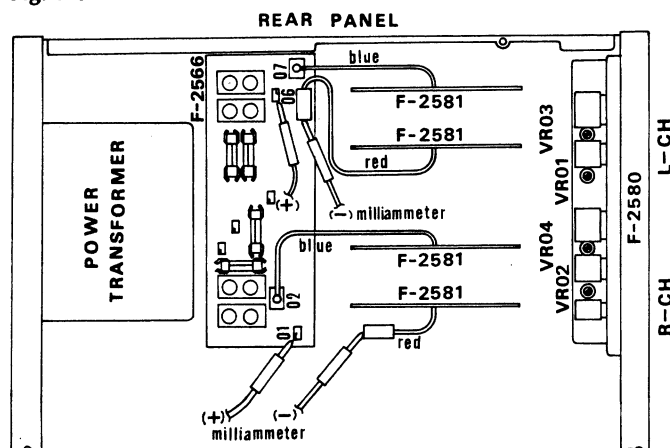 REAR PANEL
F-2566
07
blue
06
F-2581
F-2581
red
(+)
(-) milliammeter
POWER
TRANSFORMER
VR03
VR01
L-CH
F-2580
VR04
VR02
R-CH
blue
F-2581
02
F-2581
01
red
(+)
(-)
milliammeter